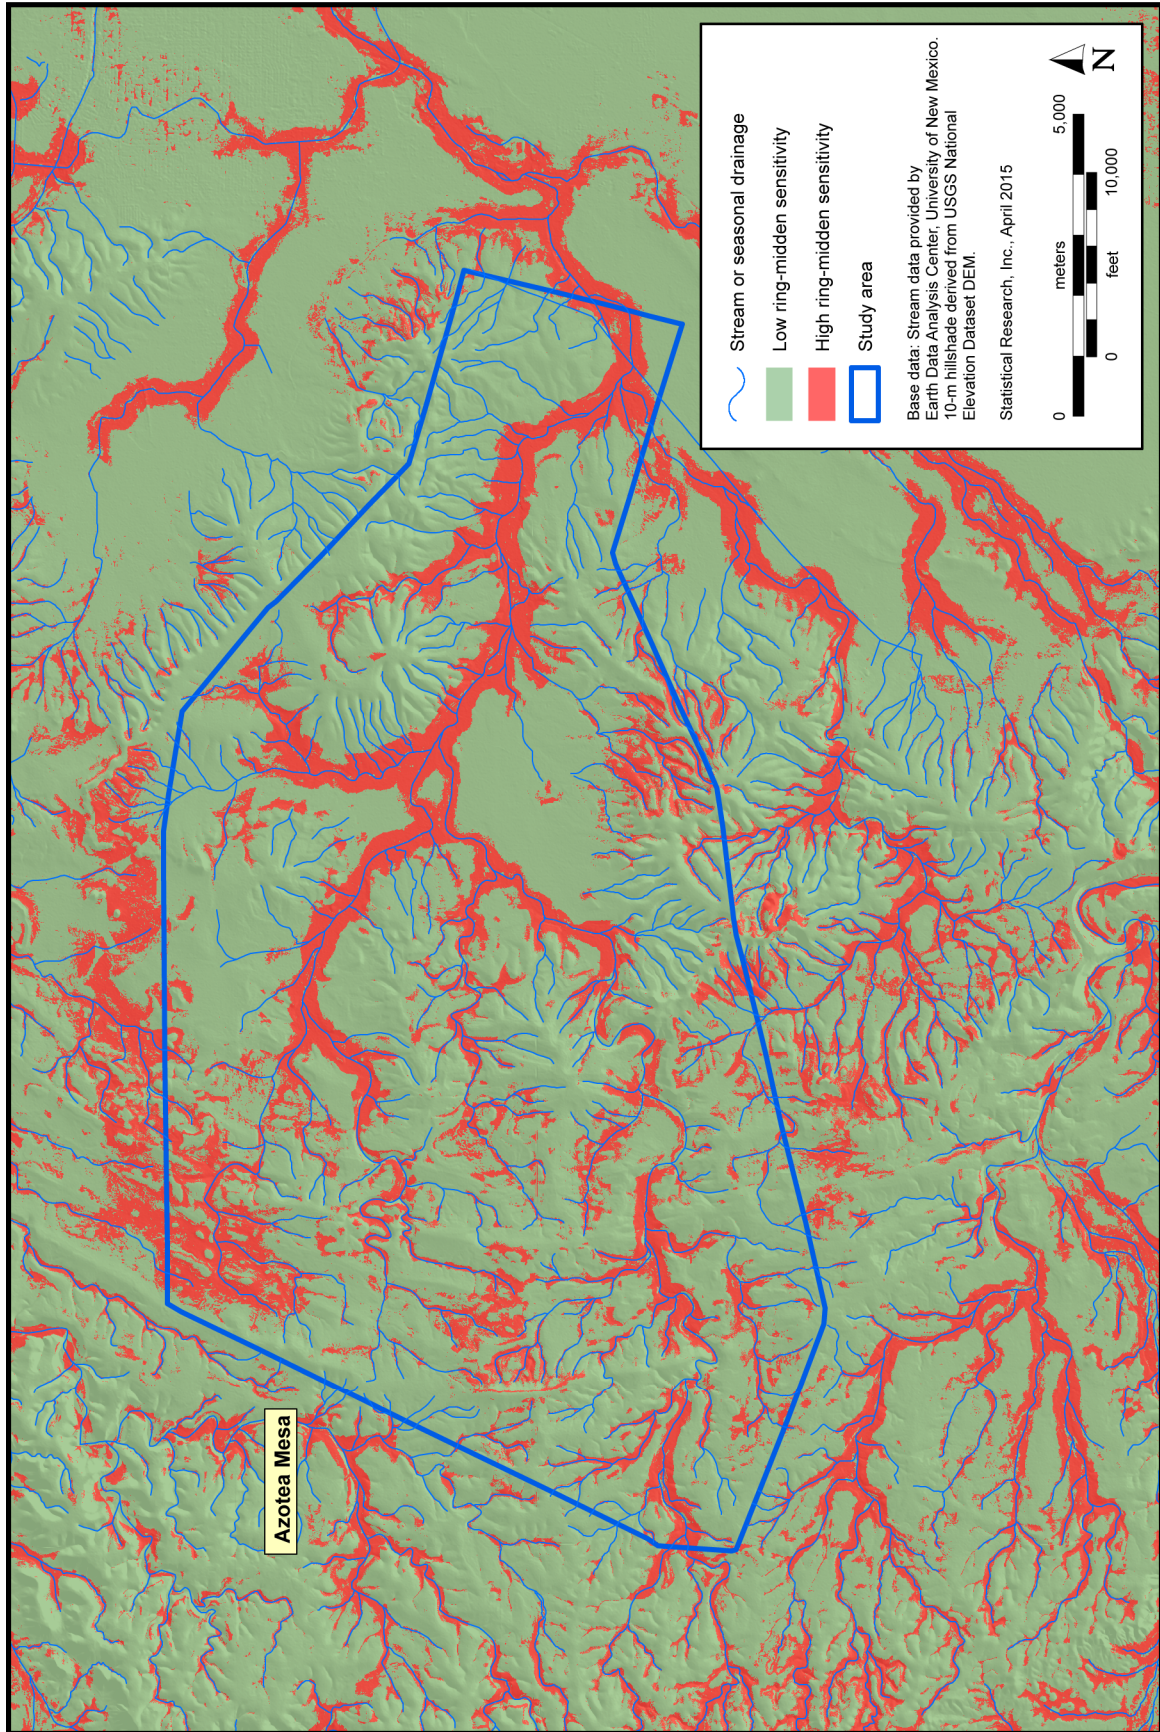 Azotea Mesa
Stream or seasonal drainage
Low ring-midden sensitivity
High ring-midden sensitivity
Study area
Base data: Stream data provided by
Earth Data Analysis Center, University of New Mexico.
10-m hillshade derived from USGS National
Elevation Dataset DEM.
Statistical Research, Inc., April 2015
0 meters 5,000
0 feet 10,000
N